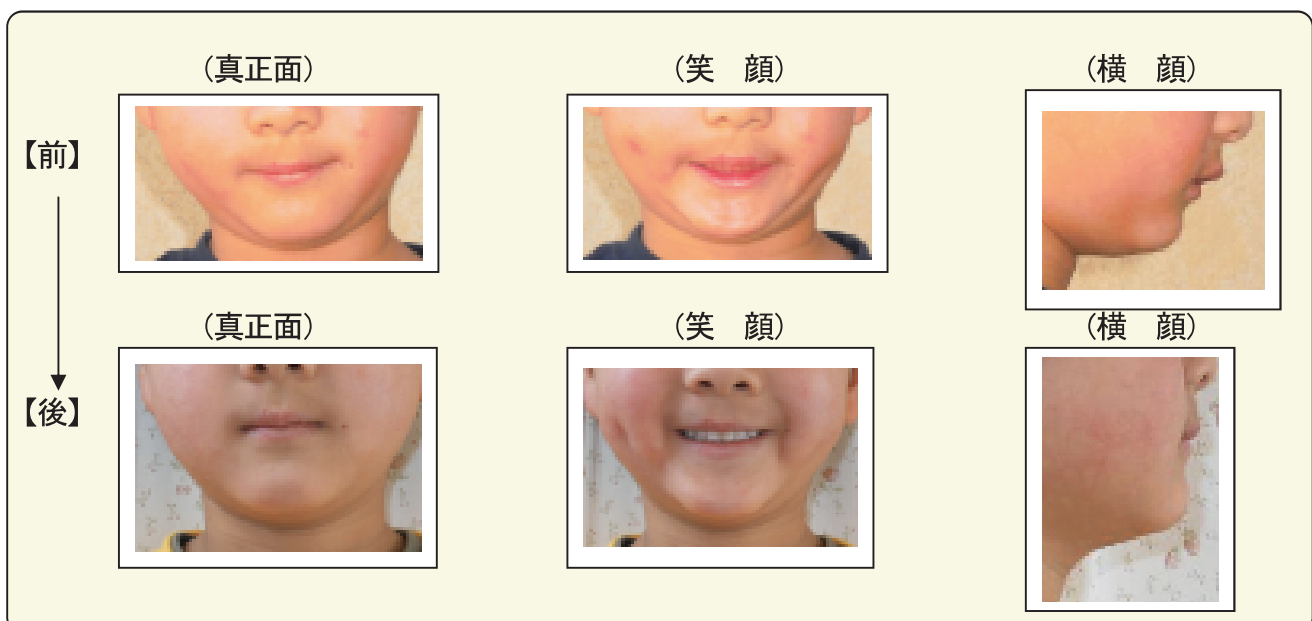 （真正面）　（笑　顔）　（横　顔）
【前】
（真正面）　（笑　顔）　（横　顔）
【後】